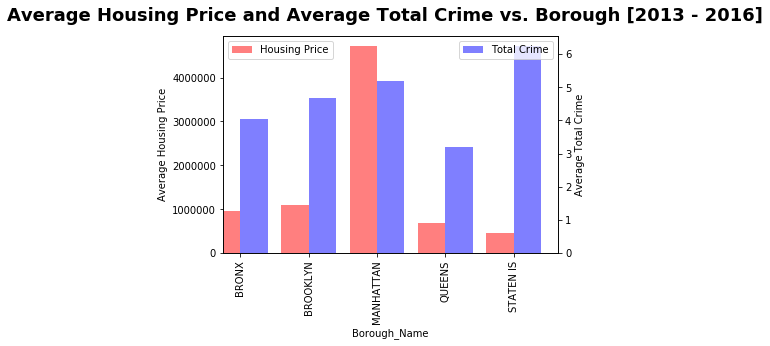 Average Housing Price and Average Total Crime vs. Borough [2013 - 2016]
Housing Price
Total Crime
4000000
3000000
2000000
1000000
0
Average Housing Price
6
5
4
3
2
1
0
Average Total Crime
BRONX
BROOKLYN
MANHATTAN
QUEENS
STATEN IS
Borough_Name